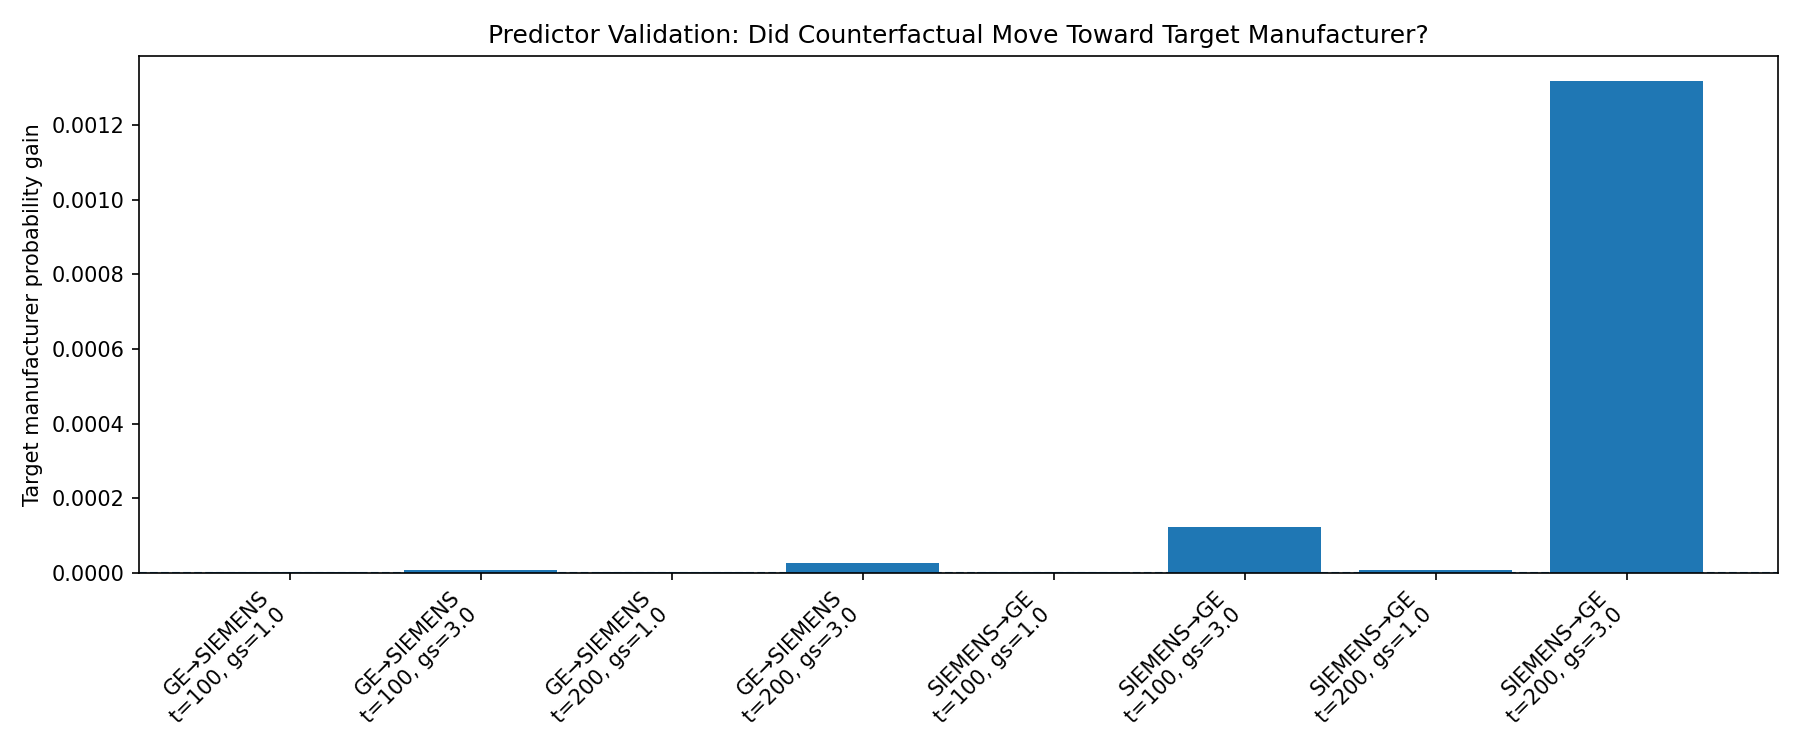 Predictor Validation: Did Counterfactual Move Toward Target Manufacturer?
Target manufacturer probability gain
0.0012
0.0010
0.0008
0.0006
0.0004
0.0002
0.0000
GE→SIEMENS
t=100, gs=1.0
GE→SIEMENS
t=100, gs=3.0
GE→SIEMENS
t=200, gs=1.0
GE→SIEMENS
t=200, gs=3.0
SIEMENS→GE
t=100, gs=1.0
SIEMENS→GE
t=100, gs=3.0
SIEMENS→GE
t=200, gs=1.0
SIEMENS→GE
t=200, gs=3.0